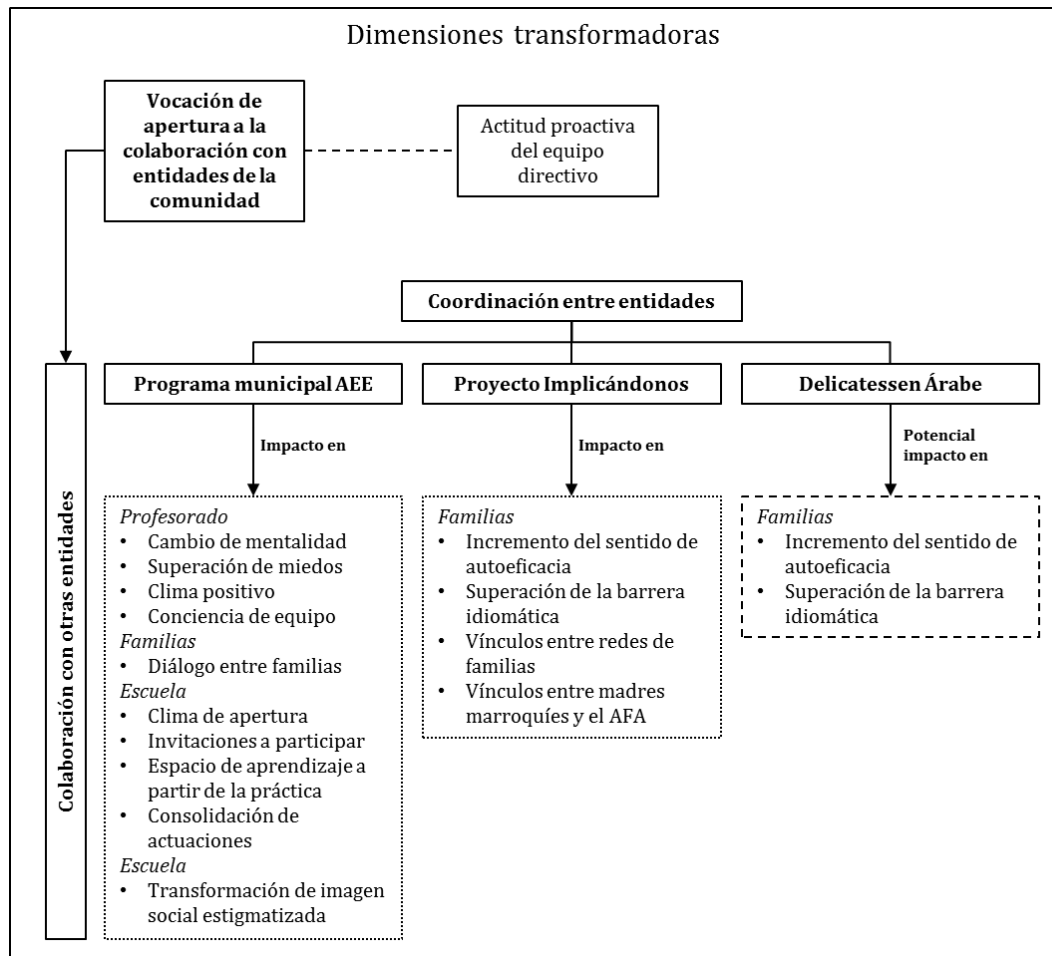 Dimensiones transformadoras
Vocación de
apertura a la
colaboración con
entidades de la
comunidad
Actitud proactiva
del equipo
directivo
Coordinación entre entidades
Colaboración con otras entidades
Programa municipal AEE
Proyecto Implicándonos
Delicatessen Árabe
Impacto en
Impacto en
Potencial
impacto en
Profesorado
• Cambio de mentalidad
• Superación de miedos
• Clima positivo
• Conciencia de equipo
Familias
• Diálogo entre familias
Escuela
• Clima de apertura
• Invitaciones a participar
• Espacio de aprendizaje a
partir de la práctica
• Consolidación de
actuaciones
Escuela
• Transformación de imagen
social estigmatizada
Familias
• Incremento del sentido de
autoeficacia
• Superación de la barrera
idiomática
• Vínculos entre redes de
familias
• Vínculos entre madres
marroquíes y el AFA
Familias
• Incremento del sentido de
autoeficacia
• Superación de la barrera
idiomática